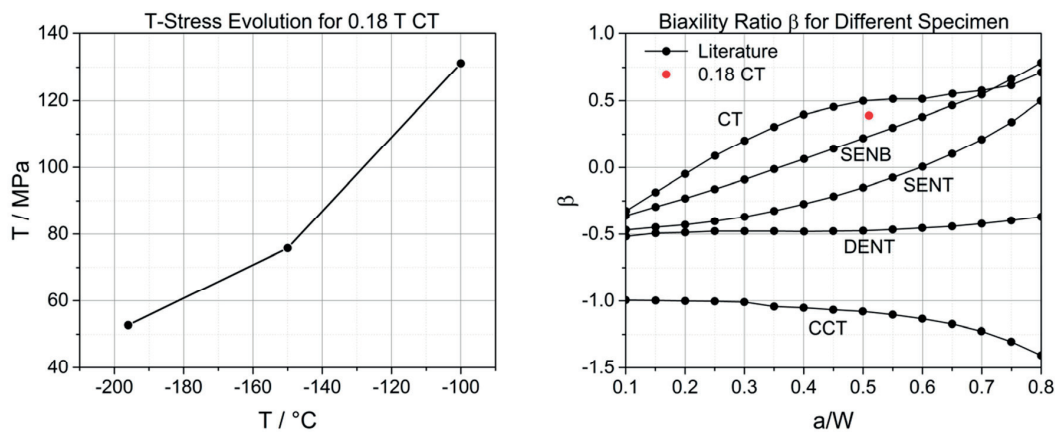 T-Stress Evolution for 0.18 T CT
140
120
100
80
60
40
T / MPa
-200
-180
-160
-140
-120
-100
T / °C
Biaxility Ratio β for Different Specimen
1.0
0.5
0.0
-0.5
-1.0
-1.5
β
Literature
0.18 CT
CT
SENB
SENT
DENT
CCT
0.1
0.2
0.3
0.4
0.5
0.6
0.7
0.8
a/W